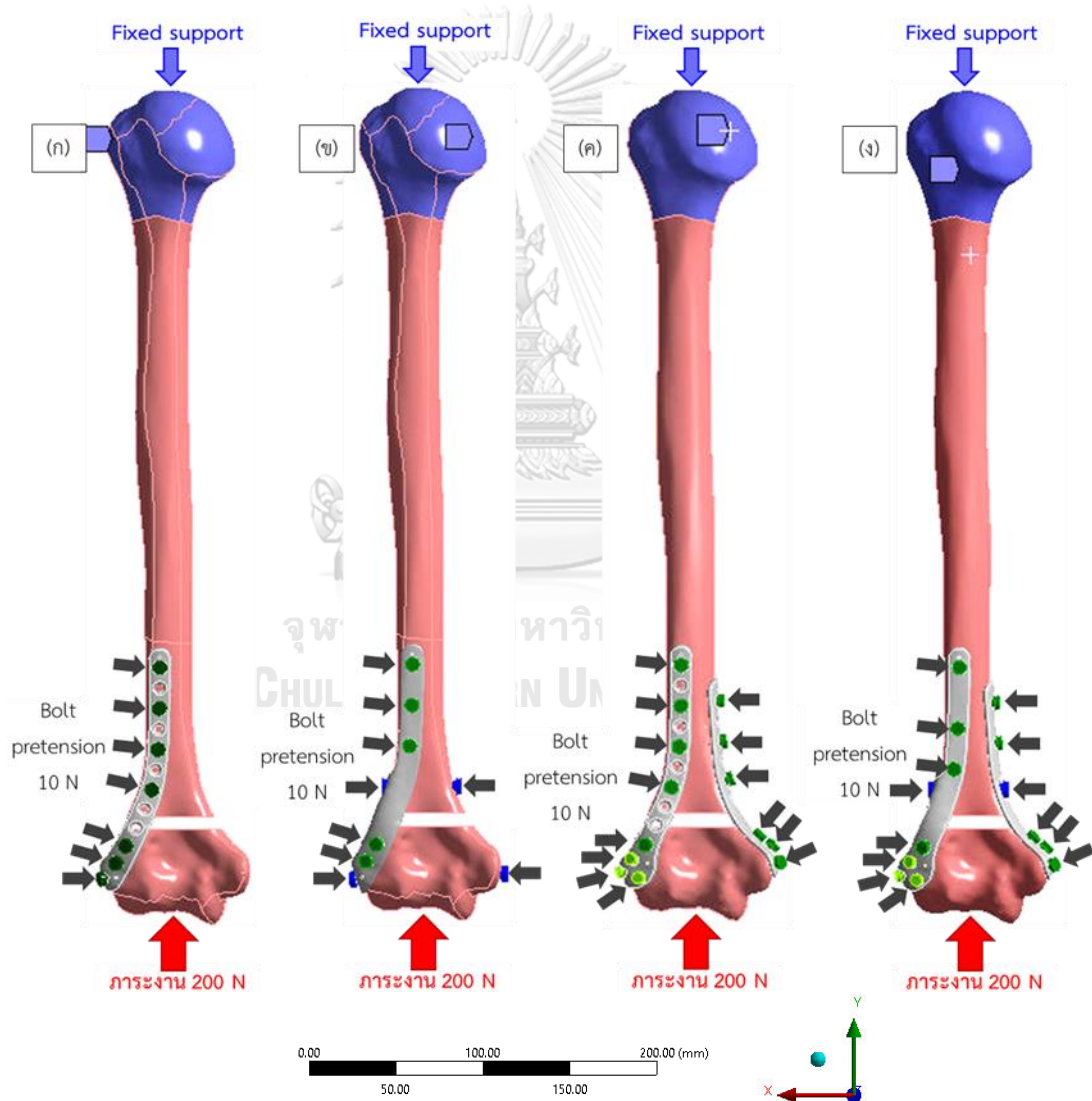 Fixed support
Fixed support
Fixed support
Fixed support
(ก)
(ข)
(ค)
(ง)
Bolt
pretension
10 N
Bolt
pretension
10 N
Bolt
pretension
10 N
Bolt
pretension
10 N
ภาระงาน 200 N
ภาระงาน 200 N
ภาระงาน 200 N
ภาระงาน 200 N
0.00
100.00
200.00 (mm)
50.00
150.00
Y
X